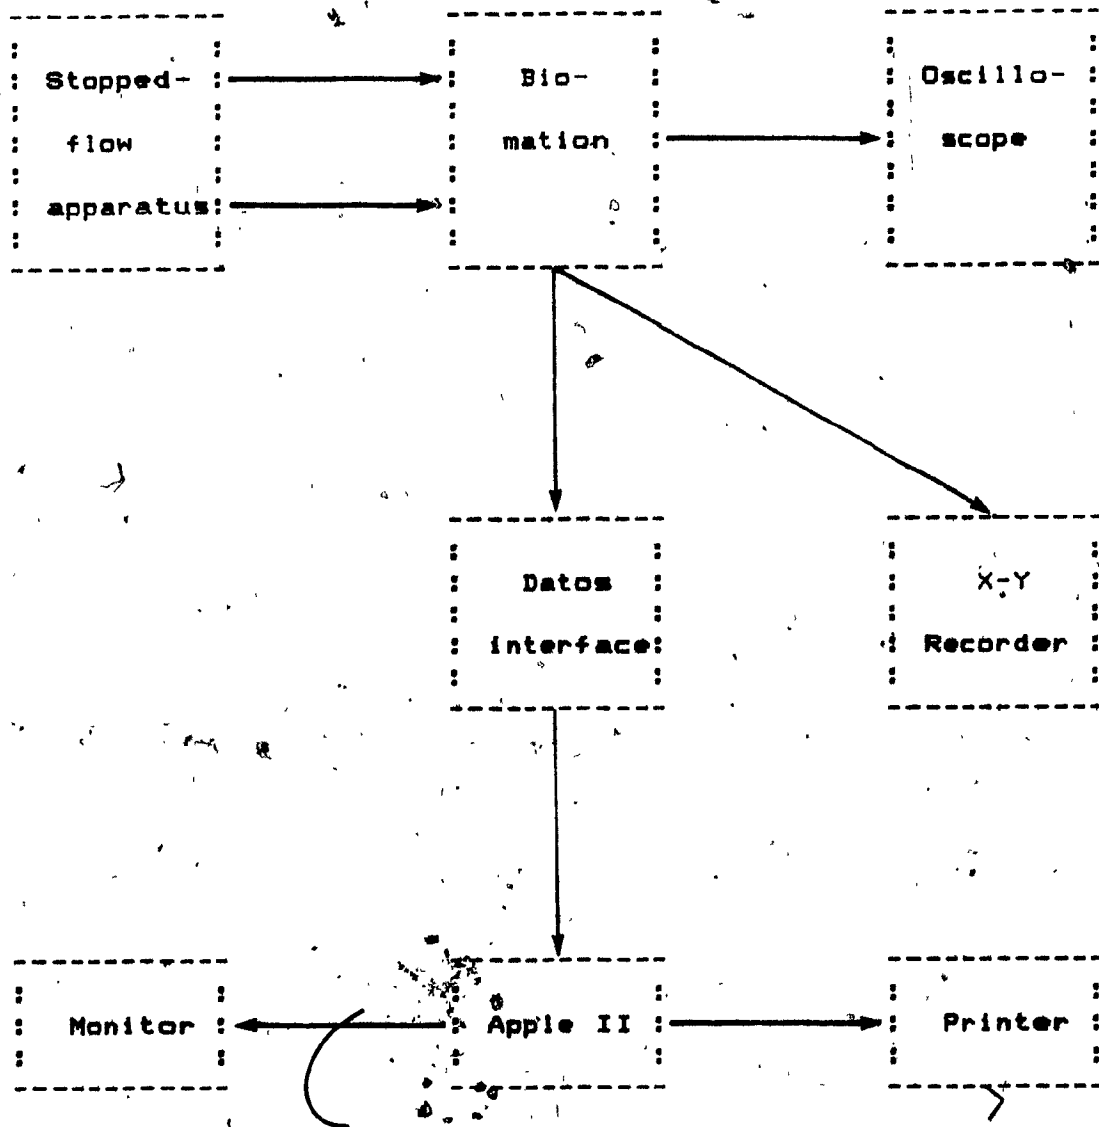 Stopped-
flow
apparatus
Bio-
mation
Oscillo-
scope
Datos
interface
X-Y
Recorder
Monitor
Apple II
Printer